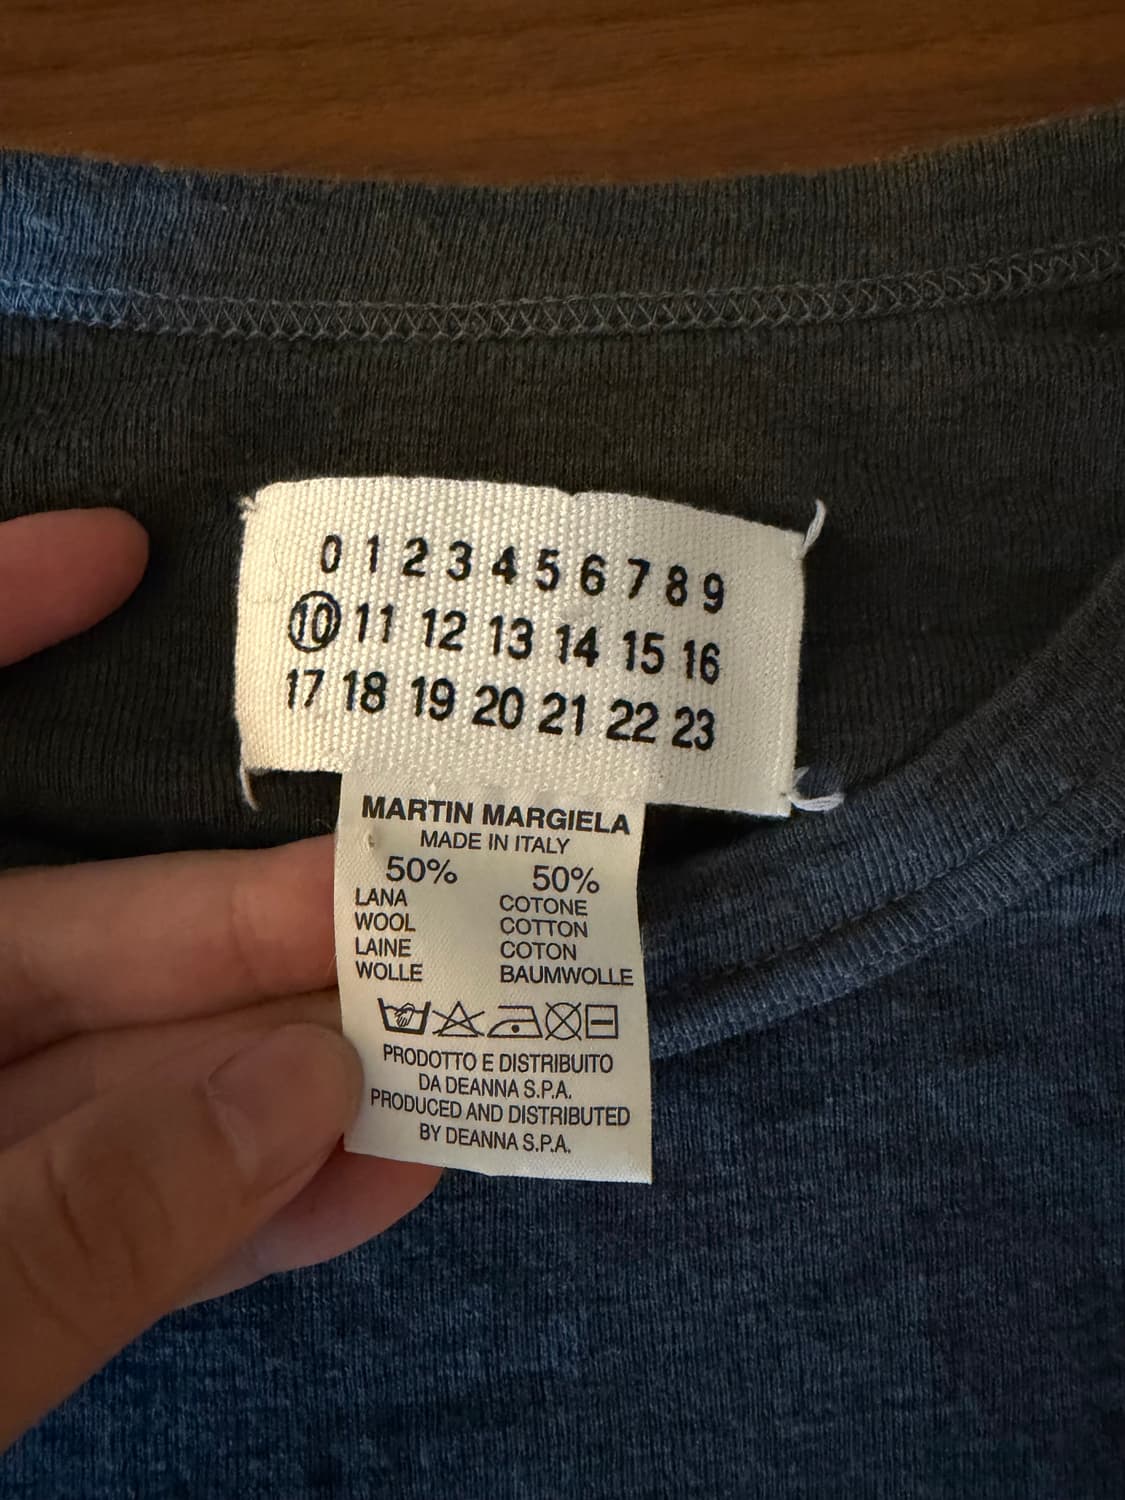 0 1 2 3 4 5 6 7 8 9
10 11 12 13 14 15 16
17 18 19 20 21 22 23
MARTIN MARGIELA
MADE IN ITALY
50% 50%
LANA COTONE
WOOL COTTON
LAINE COTON
WOLLE BAUMWOLLE
PRODOTTO E DISTRIBUITO
DA DEANNA S.P.A.
PRODUCED AND DISTRIBUTED
BY DEANNA S.P.A.